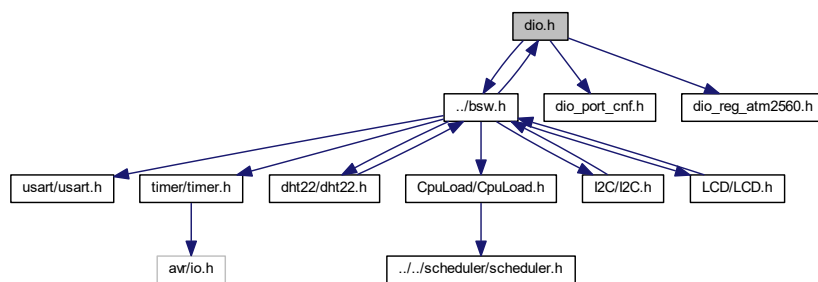 dio.h
../bsw.h
dio_port_cnf.h
dio_reg_atm2560.h
usart/usart.h
timer/timer.h
dht22/dht22.h
CpuLoad/CpuLoad.h
I2C/I2C.h
LCD/LCD.h
avr/io.h
../../scheduler/scheduler.h